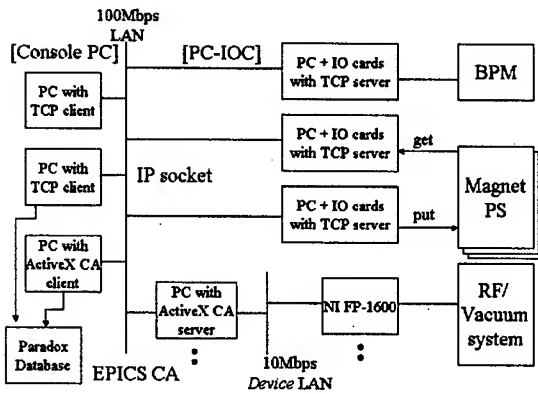 100Mbps
LAN
[Console PC]
[PC-IOC]
PC with
TCP client
PC + IO cards
with TCP server
BPM
PC + IO cards
with TCP server
get
PC with
TCP client
IP socket
Magnet
PS
PC + IO cards
with TCP server
put
PC with
ActiveX CA
client
PC with
ActiveX CA
server
NI FP-1600
RF/
Vacuum
system
Paradox
Database
EPICS CA
10Mbps
Device LAN